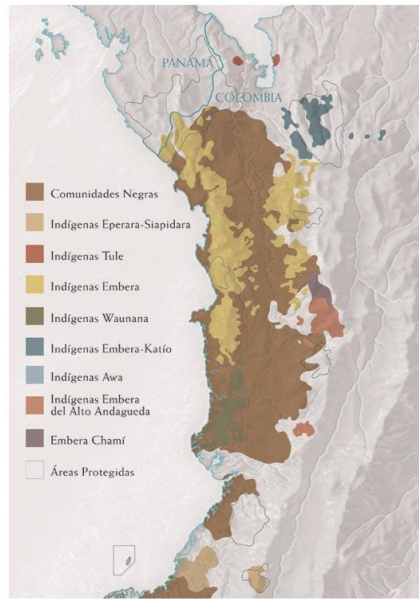 PANAMÁ
COLOMBIA
Comunidades Negras
Indígenas Eperara-Siapidara
Indígenas Tule
Indígenas Embera
Indígenas Waunana
Indígenas Embera-Katío
Indígenas Awa
Indígenas Embera
del Alto Andagueda
Embera Chamí
Áreas Protegidas